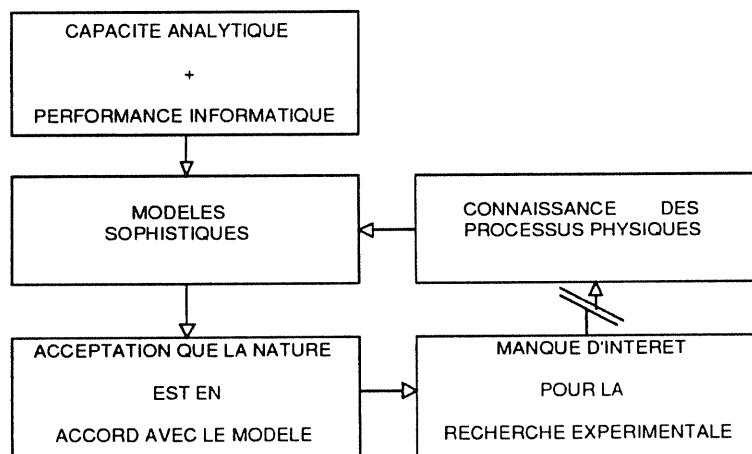 CAPACITE ANALYTIQUE
+
PERFORMANCE INFORMATIQUE
MODELES
SOPHISTIQUES
CONNAISSANCE DES
PROCESSUS PHYSIQUES
ACCEPTATION QUE LA NATURE
EST EN
ACCORD AVEC LE MODELE
MANQUE D'INTERET
POUR LA
RECHERCHE EXPERIMENTALE